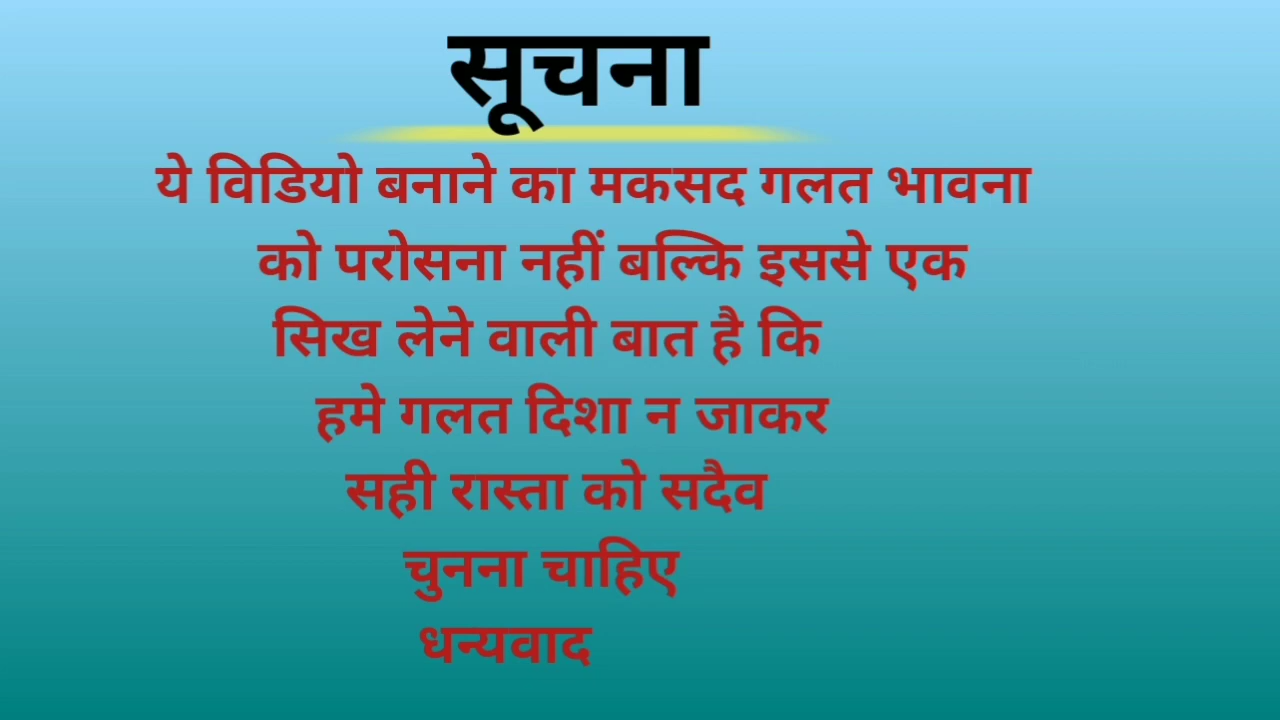 सूचना
ये विडियो बनाने का मकसद गलत भावना
को परोसना नहीं बल्कि इससे एक
सिख लेने वाली बात है कि
हमे गलत दिशा न जाकर
सही रास्ता को सदैव
चुनना चाहिए
धन्यवाद